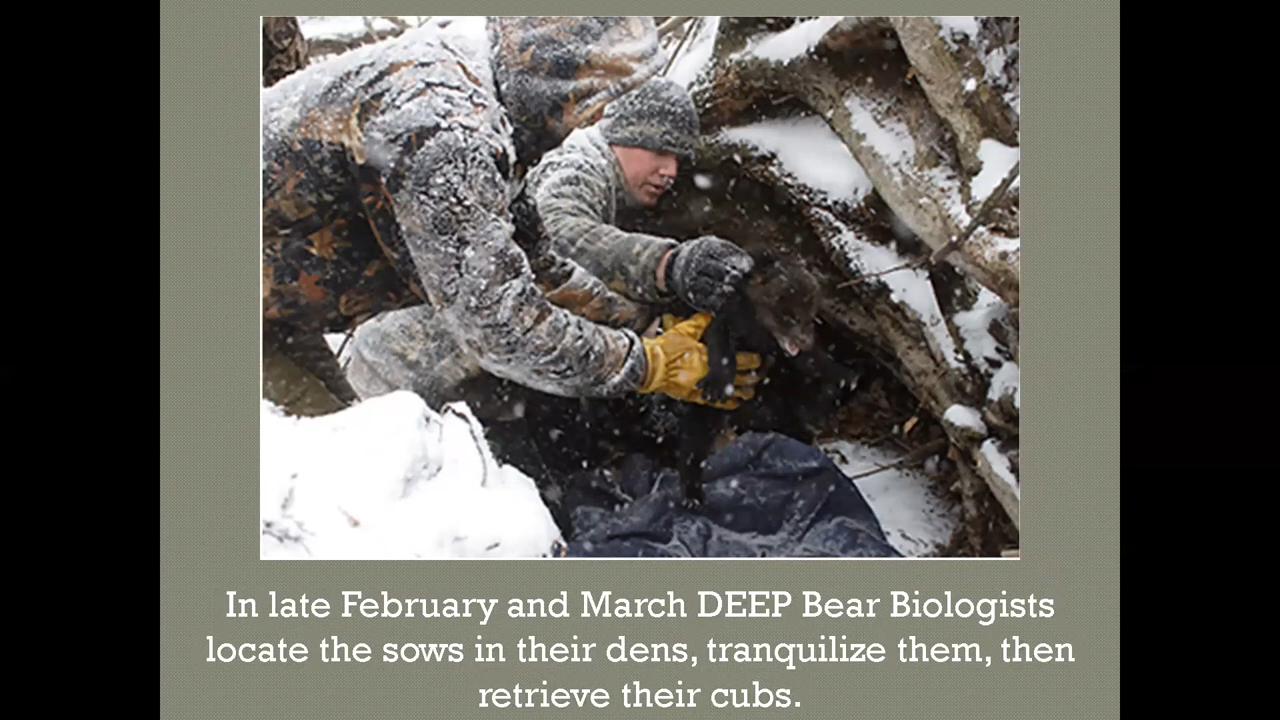 In late February and March DEEP Bear Biologists
locate the sows in their dens, tranquilize them, then
retrieve their cubs.